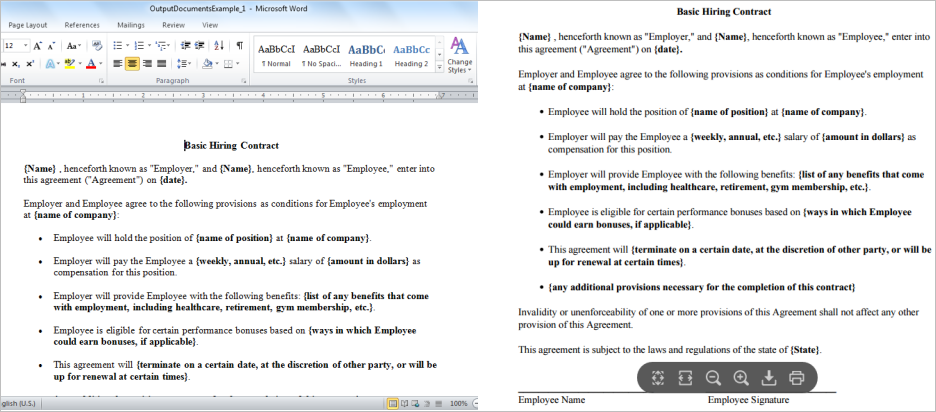 OutputDocumentsExample_1 - Microsoft Word
Page Layout References Mailings Review View
12 A A Aa
A A
AaBbCcI AaBbCcI AaBbC AaBbCc
¶ Normal ¶ No Spaci... Heading 1 Heading 2
Change
Styles
Font Paragraph Styles
1 2 3 4 5 6 7
Basic Hiring Contract
{Name} , henceforth known as "Employer," and {Name}, henceforth known as "Employee," enter into
this agreement ("Agreement") on {date}.
Employer and Employee agree to the following provisions as conditions for Employee's employment
at {name of company}:
• Employee will hold the position of {name of position} at {name of company}.
• Employer will pay the Employee a {weekly, annual, etc.} salary of {amount in dollars} as
compensation for this position.
• Employer will provide Employee with the following benefits: {list of any benefits that come
with employment, including healthcare, retirement, gym membership, etc.}.
• Employee is eligible for certain performance bonuses based on {ways in which Employee
could earn bonuses, if applicable}.
• This agreement will {terminate on a certain date, at the discretion of other party, or will be
up for renewal at certain times}.
glish (U.S.) 100%
Basic Hiring Contract
{Name} , henceforth known as "Employer," and {Name}, henceforth known as "Employee," enter into
this agreement ("Agreement") on {date}.
Employer and Employee agree to the following provisions as conditions for Employee's employment
at {name of company}:
• Employee will hold the position of {name of position} at {name of company}.
• Employer will pay the Employee a {weekly, annual, etc.} salary of {amount in dollars} as
compensation for this position.
• Employer will provide Employee with the following benefits: {list of any benefits that come
with employment, including healthcare, retirement, gym membership, etc.}.
• Employee is eligible for certain performance bonuses based on {ways in which Employee
could earn bonuses, if applicable}.
• This agreement will {terminate on a certain date, at the discretion of other party, or will be
up for renewal at certain times}.
• {any additional provisions necessary for the completion of this contract}
Invalidity or unenforceability of one or more provisions of this Agreement shall not affect any other
provision of this Agreement.
This agreement is subject to the laws and regulations of the state of {State}.
Employee Name Employee Signature